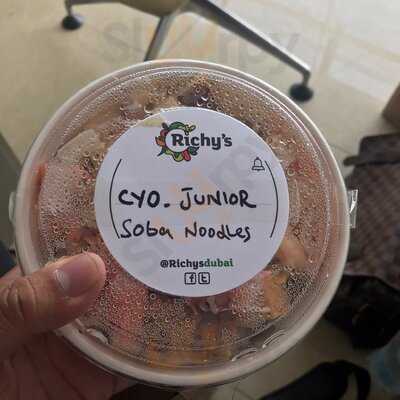 Richy's
CYO. JUNIOR
Soba Noodles
@Richysdubai